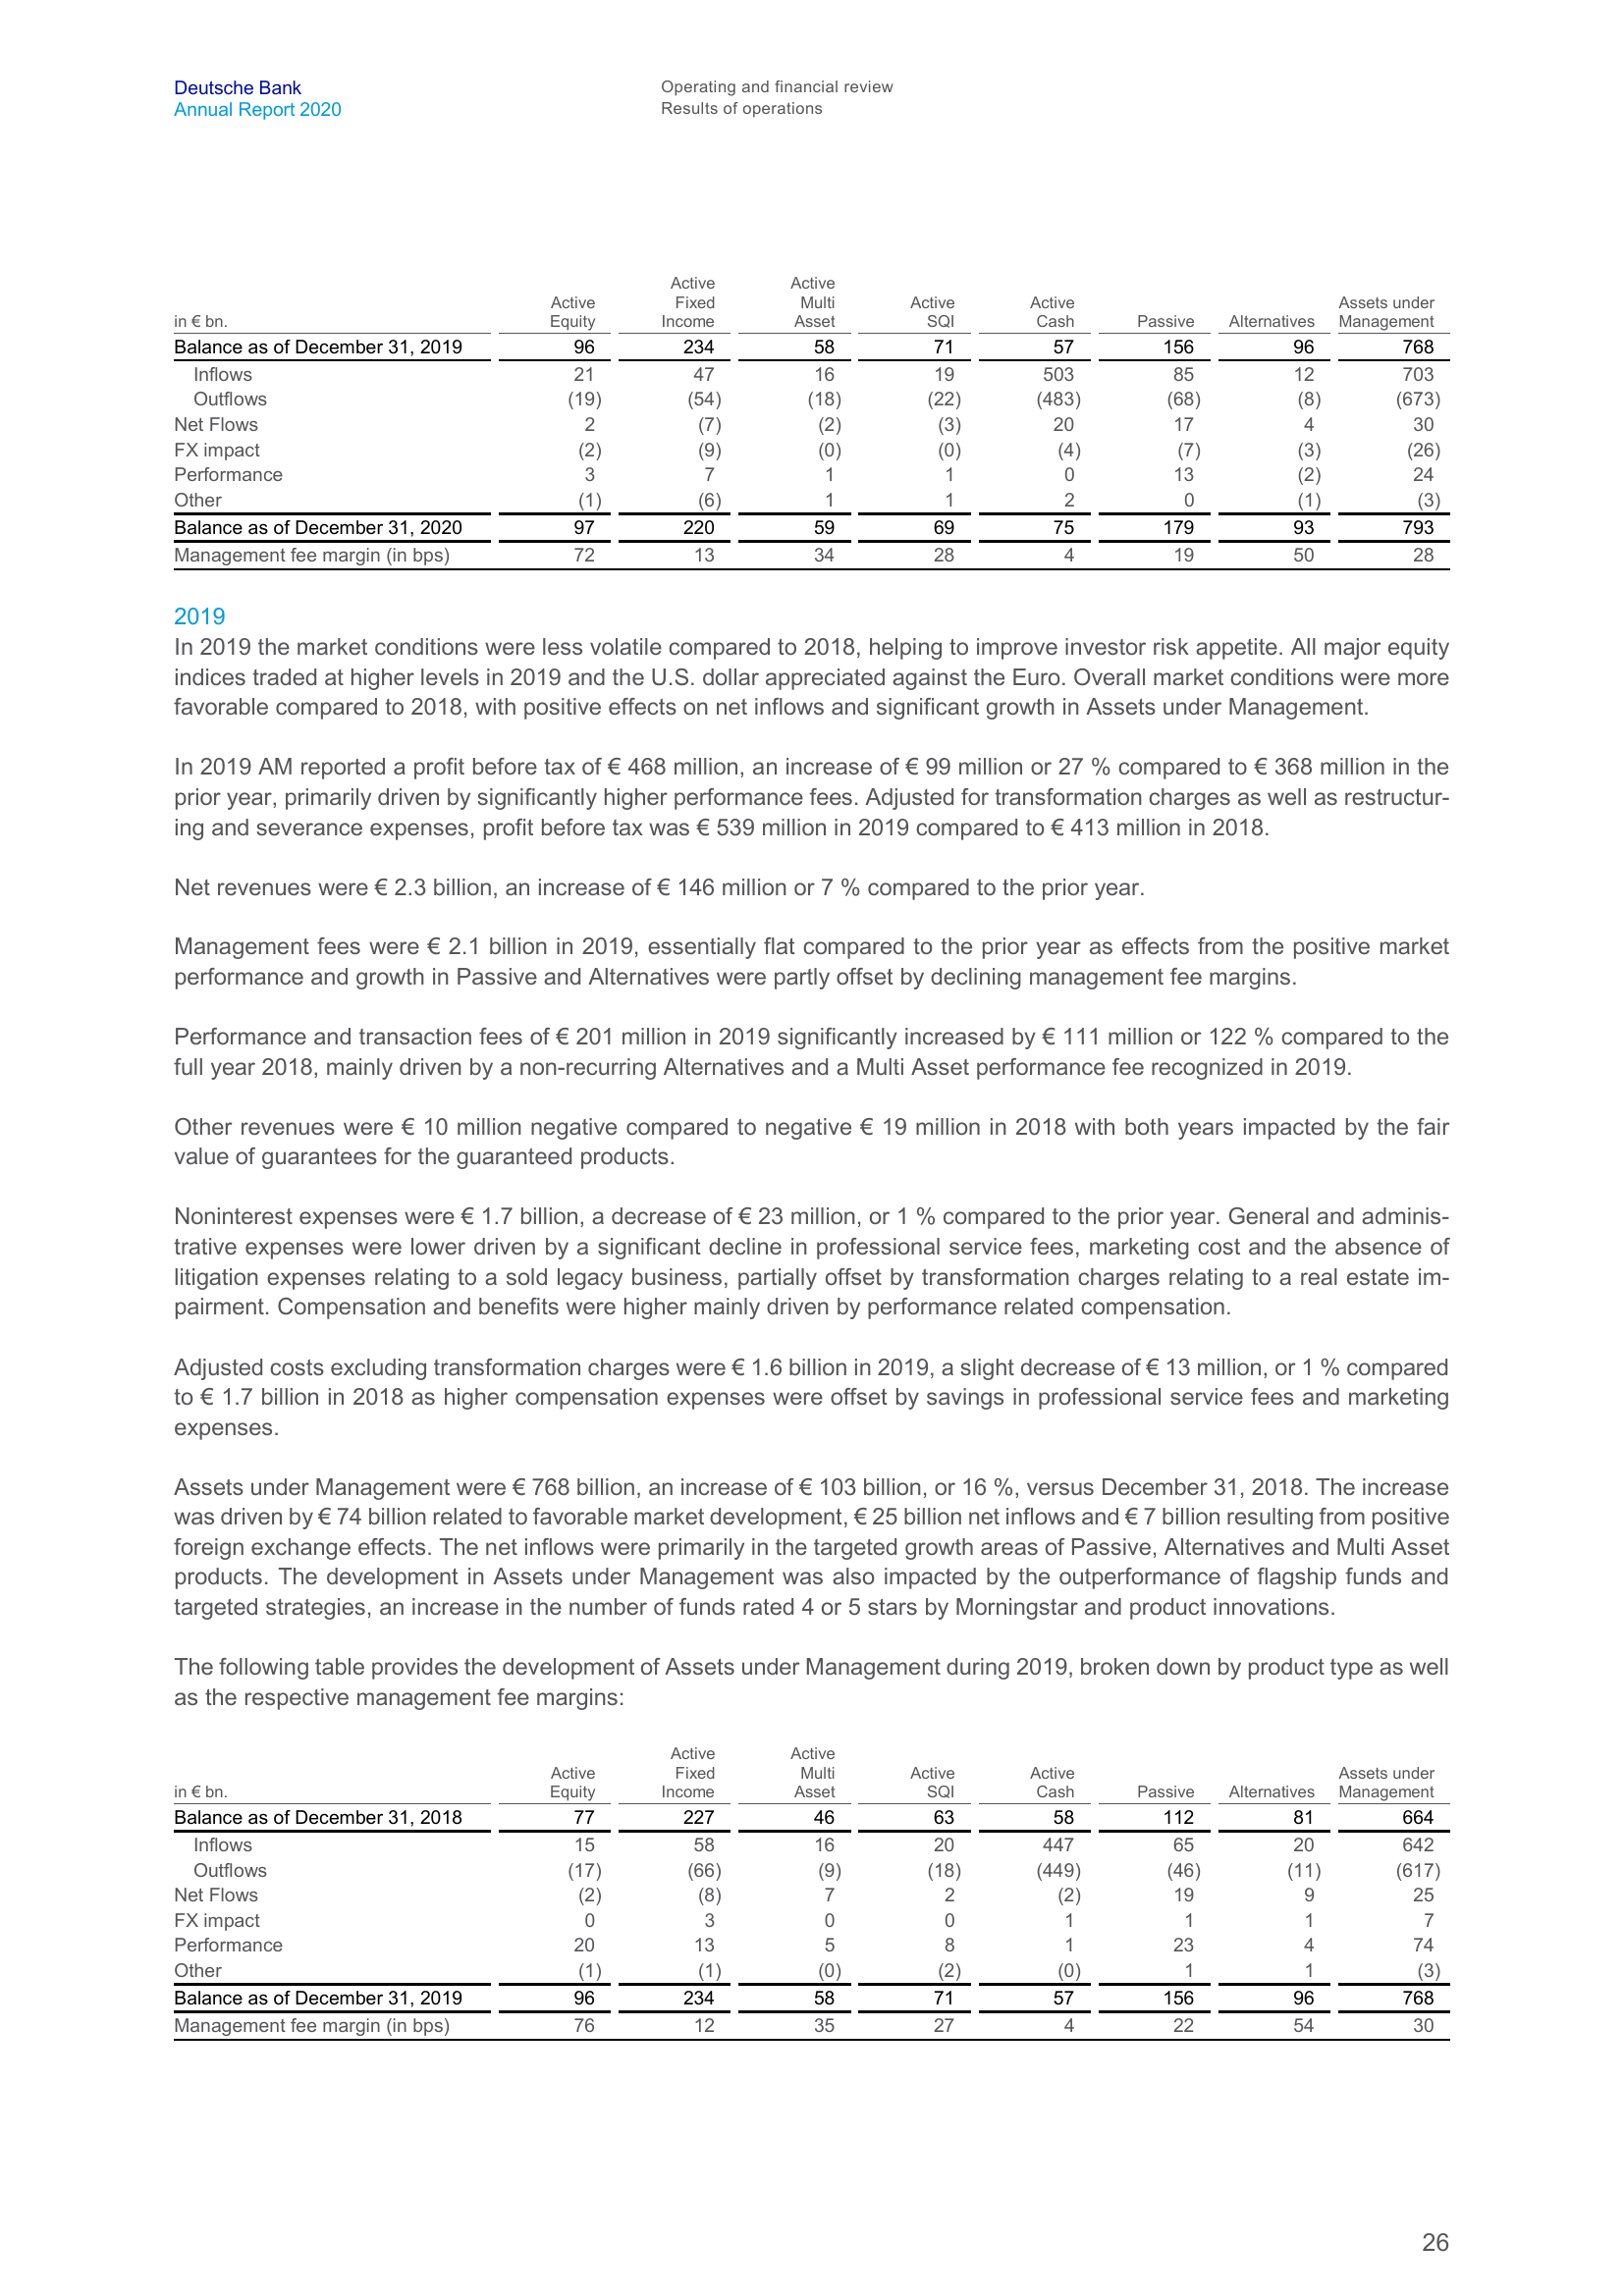 Deutsche Bank
Annual Report 2020
Operating and financial review
Results of operations
in € bn. Active Equity Active Fixed Income Active Multi Asset Active SQI Active Cash Passive Alternatives Assets under Management
Balance as of December 31, 2019 96 234 58 71 57 156 96 768
Inflows 21 47 16 19 503 85 12 703
Outflows (19) (54) (18) (22) (483) (68) (8) (673)
Net Flows 2 (7) (2) (3) 20 17 4 30
FX impact (2) (9) (0) (0) (4) (7) (3) (26)
Performance 3 7 1 1 0 13 (2) 24
Other (1) (6) 1 1 2 0 (1) (3)
Balance as of December 31, 2020 97 220 59 69 75 179 93 793
Management fee margin (in bps) 72 13 34 28 4 19 50 28
2019
In 2019 the market conditions were less volatile compared to 2018, helping to improve investor risk appetite. All major equity
indices traded at higher levels in 2019 and the U.S. dollar appreciated against the Euro. Overall market conditions were more
favorable compared to 2018, with positive effects on net inflows and significant growth in Assets under Management.
In 2019 AM reported a profit before tax of € 468 million, an increase of € 99 million or 27 % compared to € 368 million in the
prior year, primarily driven by significantly higher performance fees. Adjusted for transformation charges as well as restructur-
ing and severance expenses, profit before tax was € 539 million in 2019 compared to € 413 million in 2018.
Net revenues were € 2.3 billion, an increase of € 146 million or 7 % compared to the prior year.
Management fees were € 2.1 billion in 2019, essentially flat compared to the prior year as effects from the positive market
performance and growth in Passive and Alternatives were partly offset by declining management fee margins.
Performance and transaction fees of € 201 million in 2019 significantly increased by € 111 million or 122 % compared to the
full year 2018, mainly driven by a non-recurring Alternatives and a Multi Asset performance fee recognized in 2019.
Other revenues were € 10 million negative compared to negative € 19 million in 2018 with both years impacted by the fair
value of guarantees for the guaranteed products.
Noninterest expenses were € 1.7 billion, a decrease of € 23 million, or 1 % compared to the prior year. General and adminis-
trative expenses were lower driven by a significant decline in professional service fees, marketing cost and the absence of
litigation expenses relating to a sold legacy business, partially offset by transformation charges relating to a real estate im-
pairment. Compensation and benefits were higher mainly driven by performance related compensation.
Adjusted costs excluding transformation charges were € 1.6 billion in 2019, a slight decrease of € 13 million, or 1 % compared
to € 1.7 billion in 2018 as higher compensation expenses were offset by savings in professional service fees and marketing
expenses.
Assets under Management were € 768 billion, an increase of € 103 billion, or 16 %, versus December 31, 2018. The increase
was driven by € 74 billion related to favorable market development, € 25 billion net inflows and € 7 billion resulting from positive
foreign exchange effects. The net inflows were primarily in the targeted growth areas of Passive, Alternatives and Multi Asset
products. The development in Assets under Management was also impacted by the outperformance of flagship funds and
targeted strategies, an increase in the number of funds rated 4 or 5 stars by Morningstar and product innovations.
The following table provides the development of Assets under Management during 2019, broken down by product type as well
as the respective management fee margins:
in € bn. Active Equity Active Fixed Income Active Multi Asset Active SQI Active Cash Passive Alternatives Assets under Management
Balance as of December 31, 2018 77 227 46 63 58 112 81 664
Inflows 15 58 16 20 447 65 20 642
Outflows (17) (66) (9) (18) (449) (46) (11) (617)
Net Flows (2) (8) 7 2 (2) 19 9 25
FX impact 0 3 0 0 1 1 1 7
Performance 20 13 5 8 1 23 4 74
Other (1) (1) (0) (2) (0) 1 1 (3)
Balance as of December 31, 2019 96 234 58 71 57 156 96 768
Management fee margin (in bps) 76 12 35 27 4 22 54 30
26